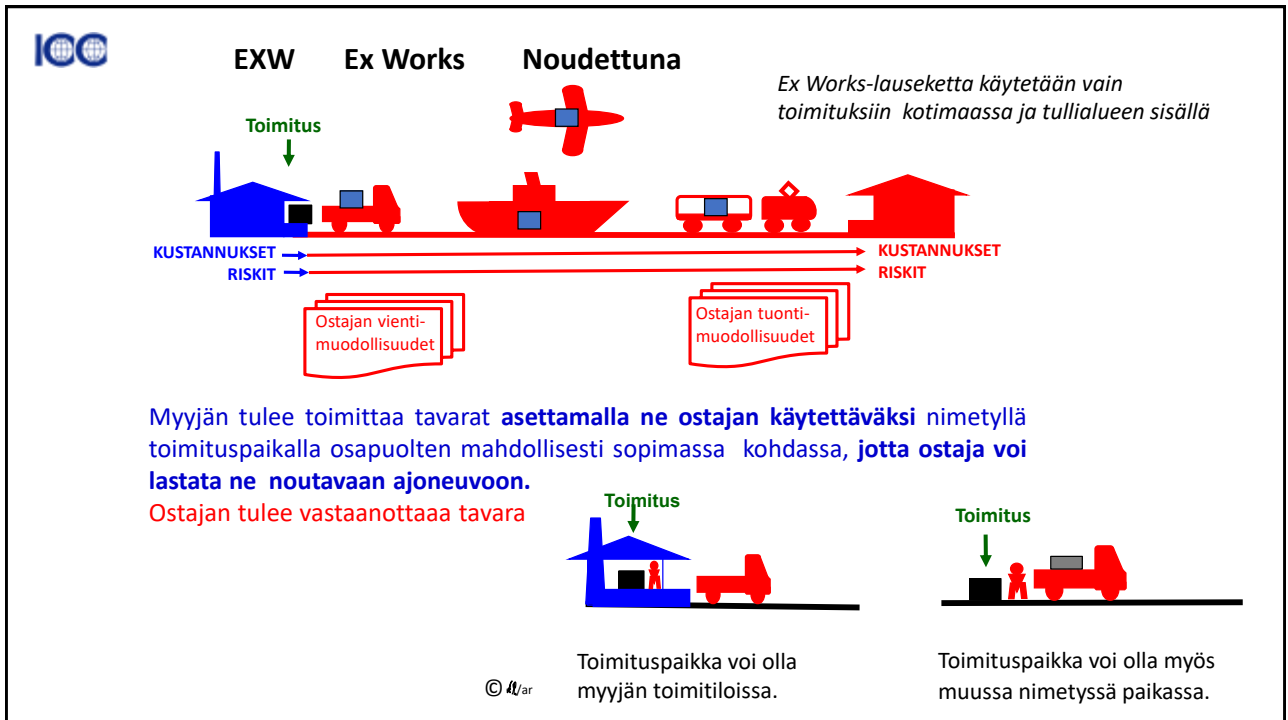 ICC
EXW Ex Works Noudettuna
Ex Works-lauseketta käytetään vain
toimituksiin kotimaassa ja tullialueen sisällä
Toimitus
KUSTANNUKSET
RISKIT
KUSTANNUKSET
RISKIT
Ostajan vienti-
muodollisuudet
Ostajan tuonti-
muodollisuudet
Myyjän tulee toimittaa tavarat asettamalla ne ostajan käytettäväksi nimetyllä
toimituspaikalla osapuolten mahdollisesti sopimassa kohdassa, jotta ostaja voi
lastata ne noutavaan ajoneuvoon.
Ostajan tulee vastaanottaaa tavara
Toimitus
Toimitus
Toimituspaikka voi olla
myyjän toimitiloissa.
Toimituspaikka voi olla myös
muussa nimetyssä paikassa.
© /ar